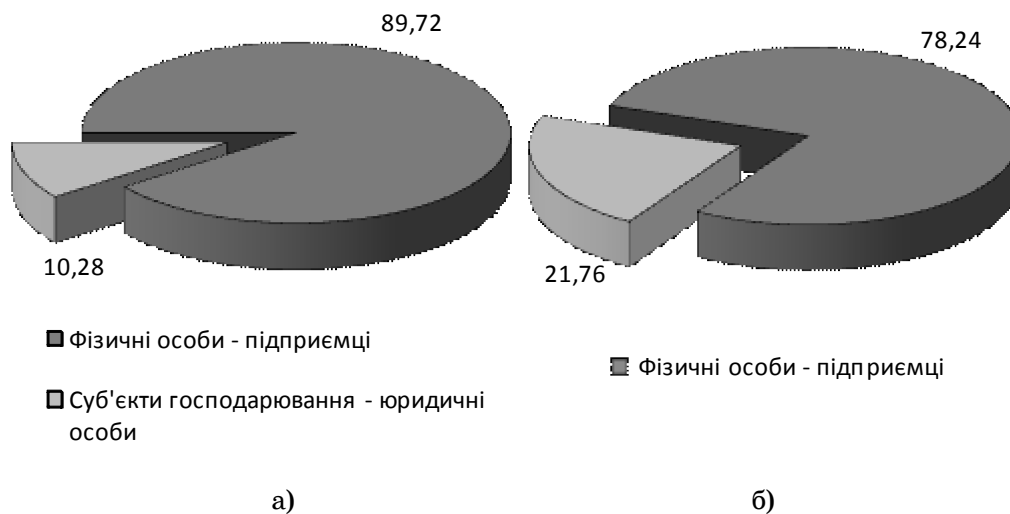 89,72
10,28
Фізичні особи - підприємці
Суб'єкти господарювання - юридичні
особи
а)
78,24
21,76
Фізичні особи - підприємці
б)